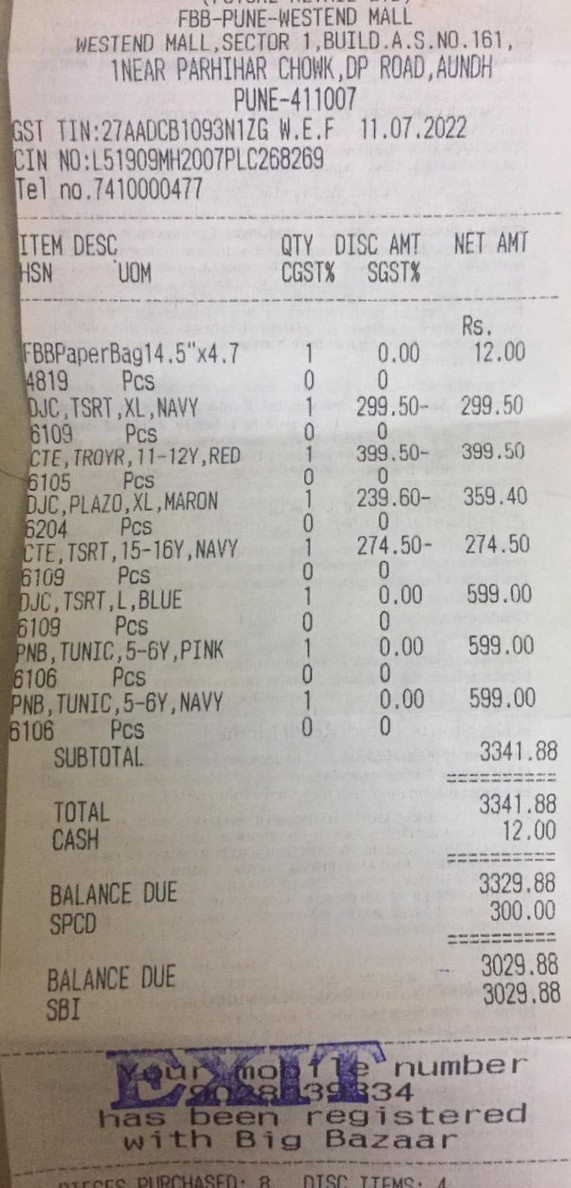 (FUTURE RETAIL LTD)
FBB-PUNE-WESTEND MALL
WESTEND MALL,SECTOR 1,BUILD.A.S.NO.161,
1NEAR PARHIHAR CHOWK,DP ROAD,AUNDH
PUNE-411007
GST TIN:27AADCB1093N1ZG W.E.F 11.07.2022
CIN NO:L51909MH2007PLC268269
Tel no.7410000477
ITEM DESC QTY DISC AMT NET AMT
HSN UOM CGST% SGST%
Rs.
FBBPaperBag14.5"x4.7 1 0.00 12.00
4819 Pcs 0 0
DJC,TSRT,XL,NAVY 1 299.50- 299.50
6109 Pcs 0 0
CTE,TROYR,11-12Y,RED 1 399.50- 399.50
6105 Pcs 0 0
DJC,PLAZO,XL,MARON 1 239.60- 359.40
6204 Pcs 0 0
CTE,TSRT,15-16Y,NAVY 1 274.50- 274.50
6109 Pcs 0 0
DJC,TSRT,L,BLUE 1 0.00 599.00
6109 Pcs 0 0
PNB,TUNIC,5-6Y,PINK 1 0.00 599.00
6106 Pcs 0 0
PNB,TUNIC,5-6Y,NAVY 1 0.00 599.00
6106 Pcs 0 0
SUBTOTAL 3341.88
==========
TOTAL 3341.88
CASH 12.00
==========
BALANCE DUE 3329.88
SPCD 300.00
==========
BALANCE DUE 3029.88
SBI 3029.88
EXIT
Your mobile number
has been registered
with Big Bazaar
PIECES PURCHASED: 8 DISC ITEMS: 4